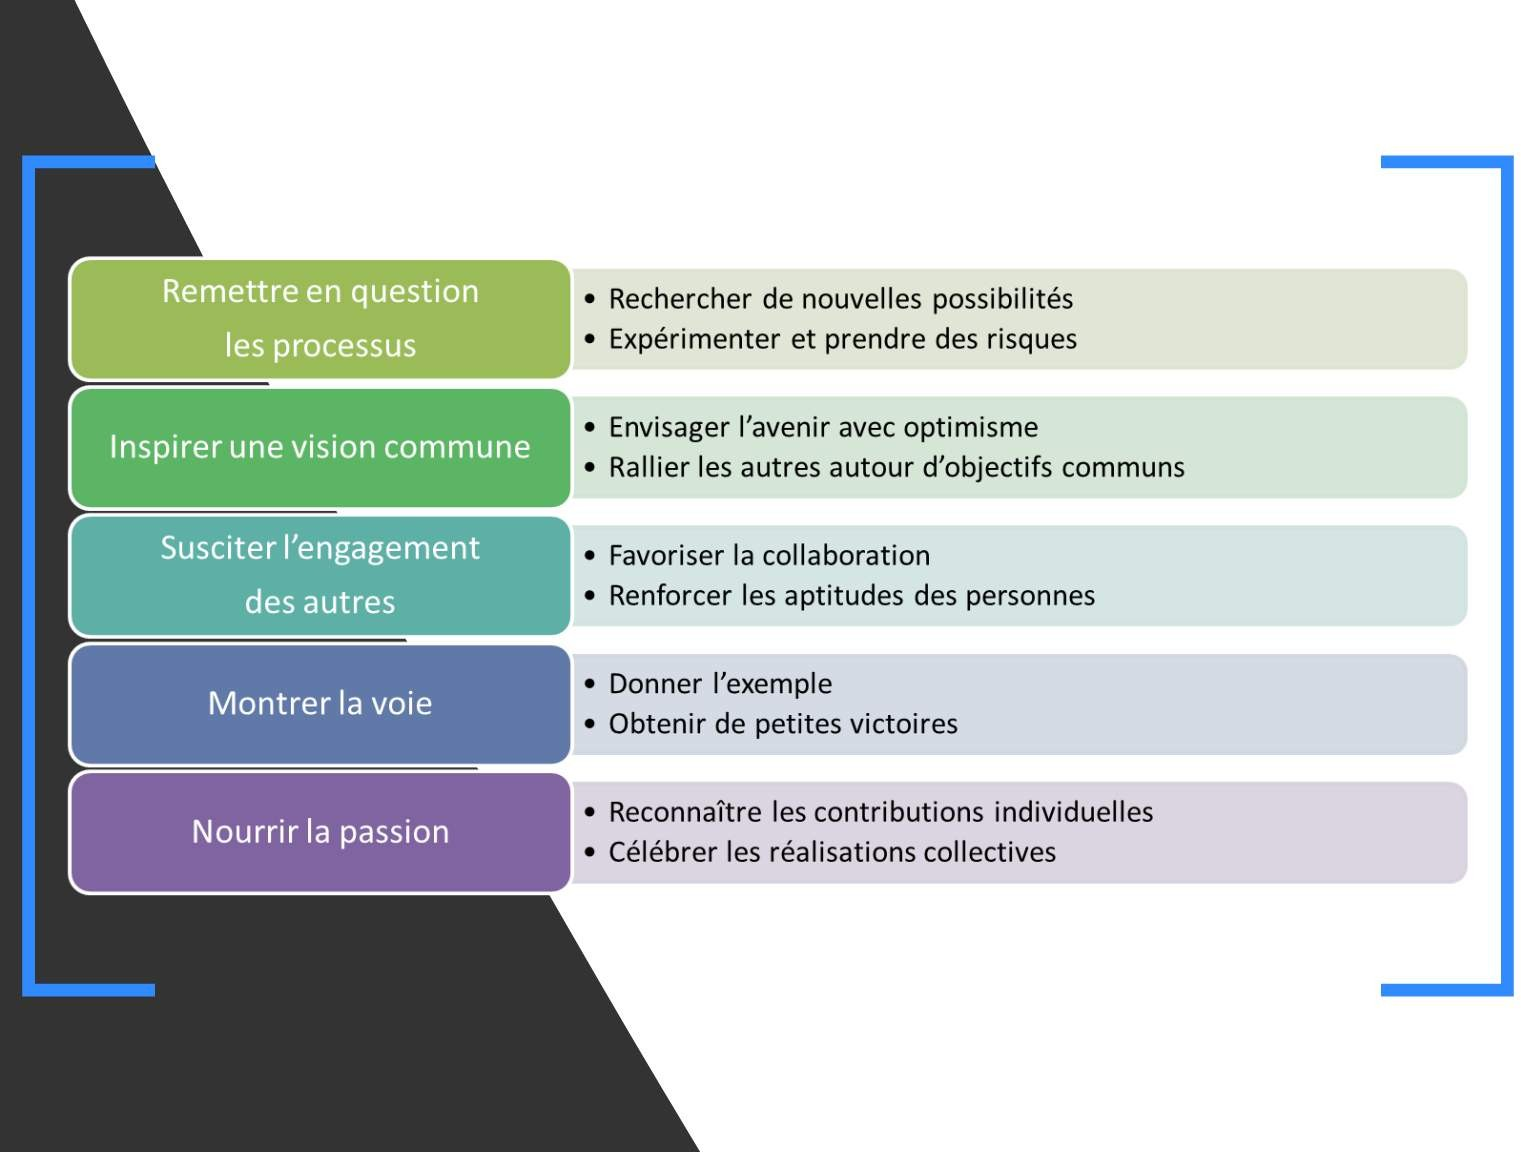 Remettre en question
les processus
• Rechercher de nouvelles possibilités
• Expérimenter et prendre des risques
Inspirer une vision commune
• Envisager l’avenir avec optimisme
• Rallier les autres autour d’objectifs communs
Susciter l’engagement
des autres
• Favoriser la collaboration
• Renforcer les aptitudes des personnes
Montrer la voie
• Donner l’exemple
• Obtenir de petites victoires
Nourrir la passion
• Reconnaître les contributions individuelles
• Célébrer les réalisations collectives